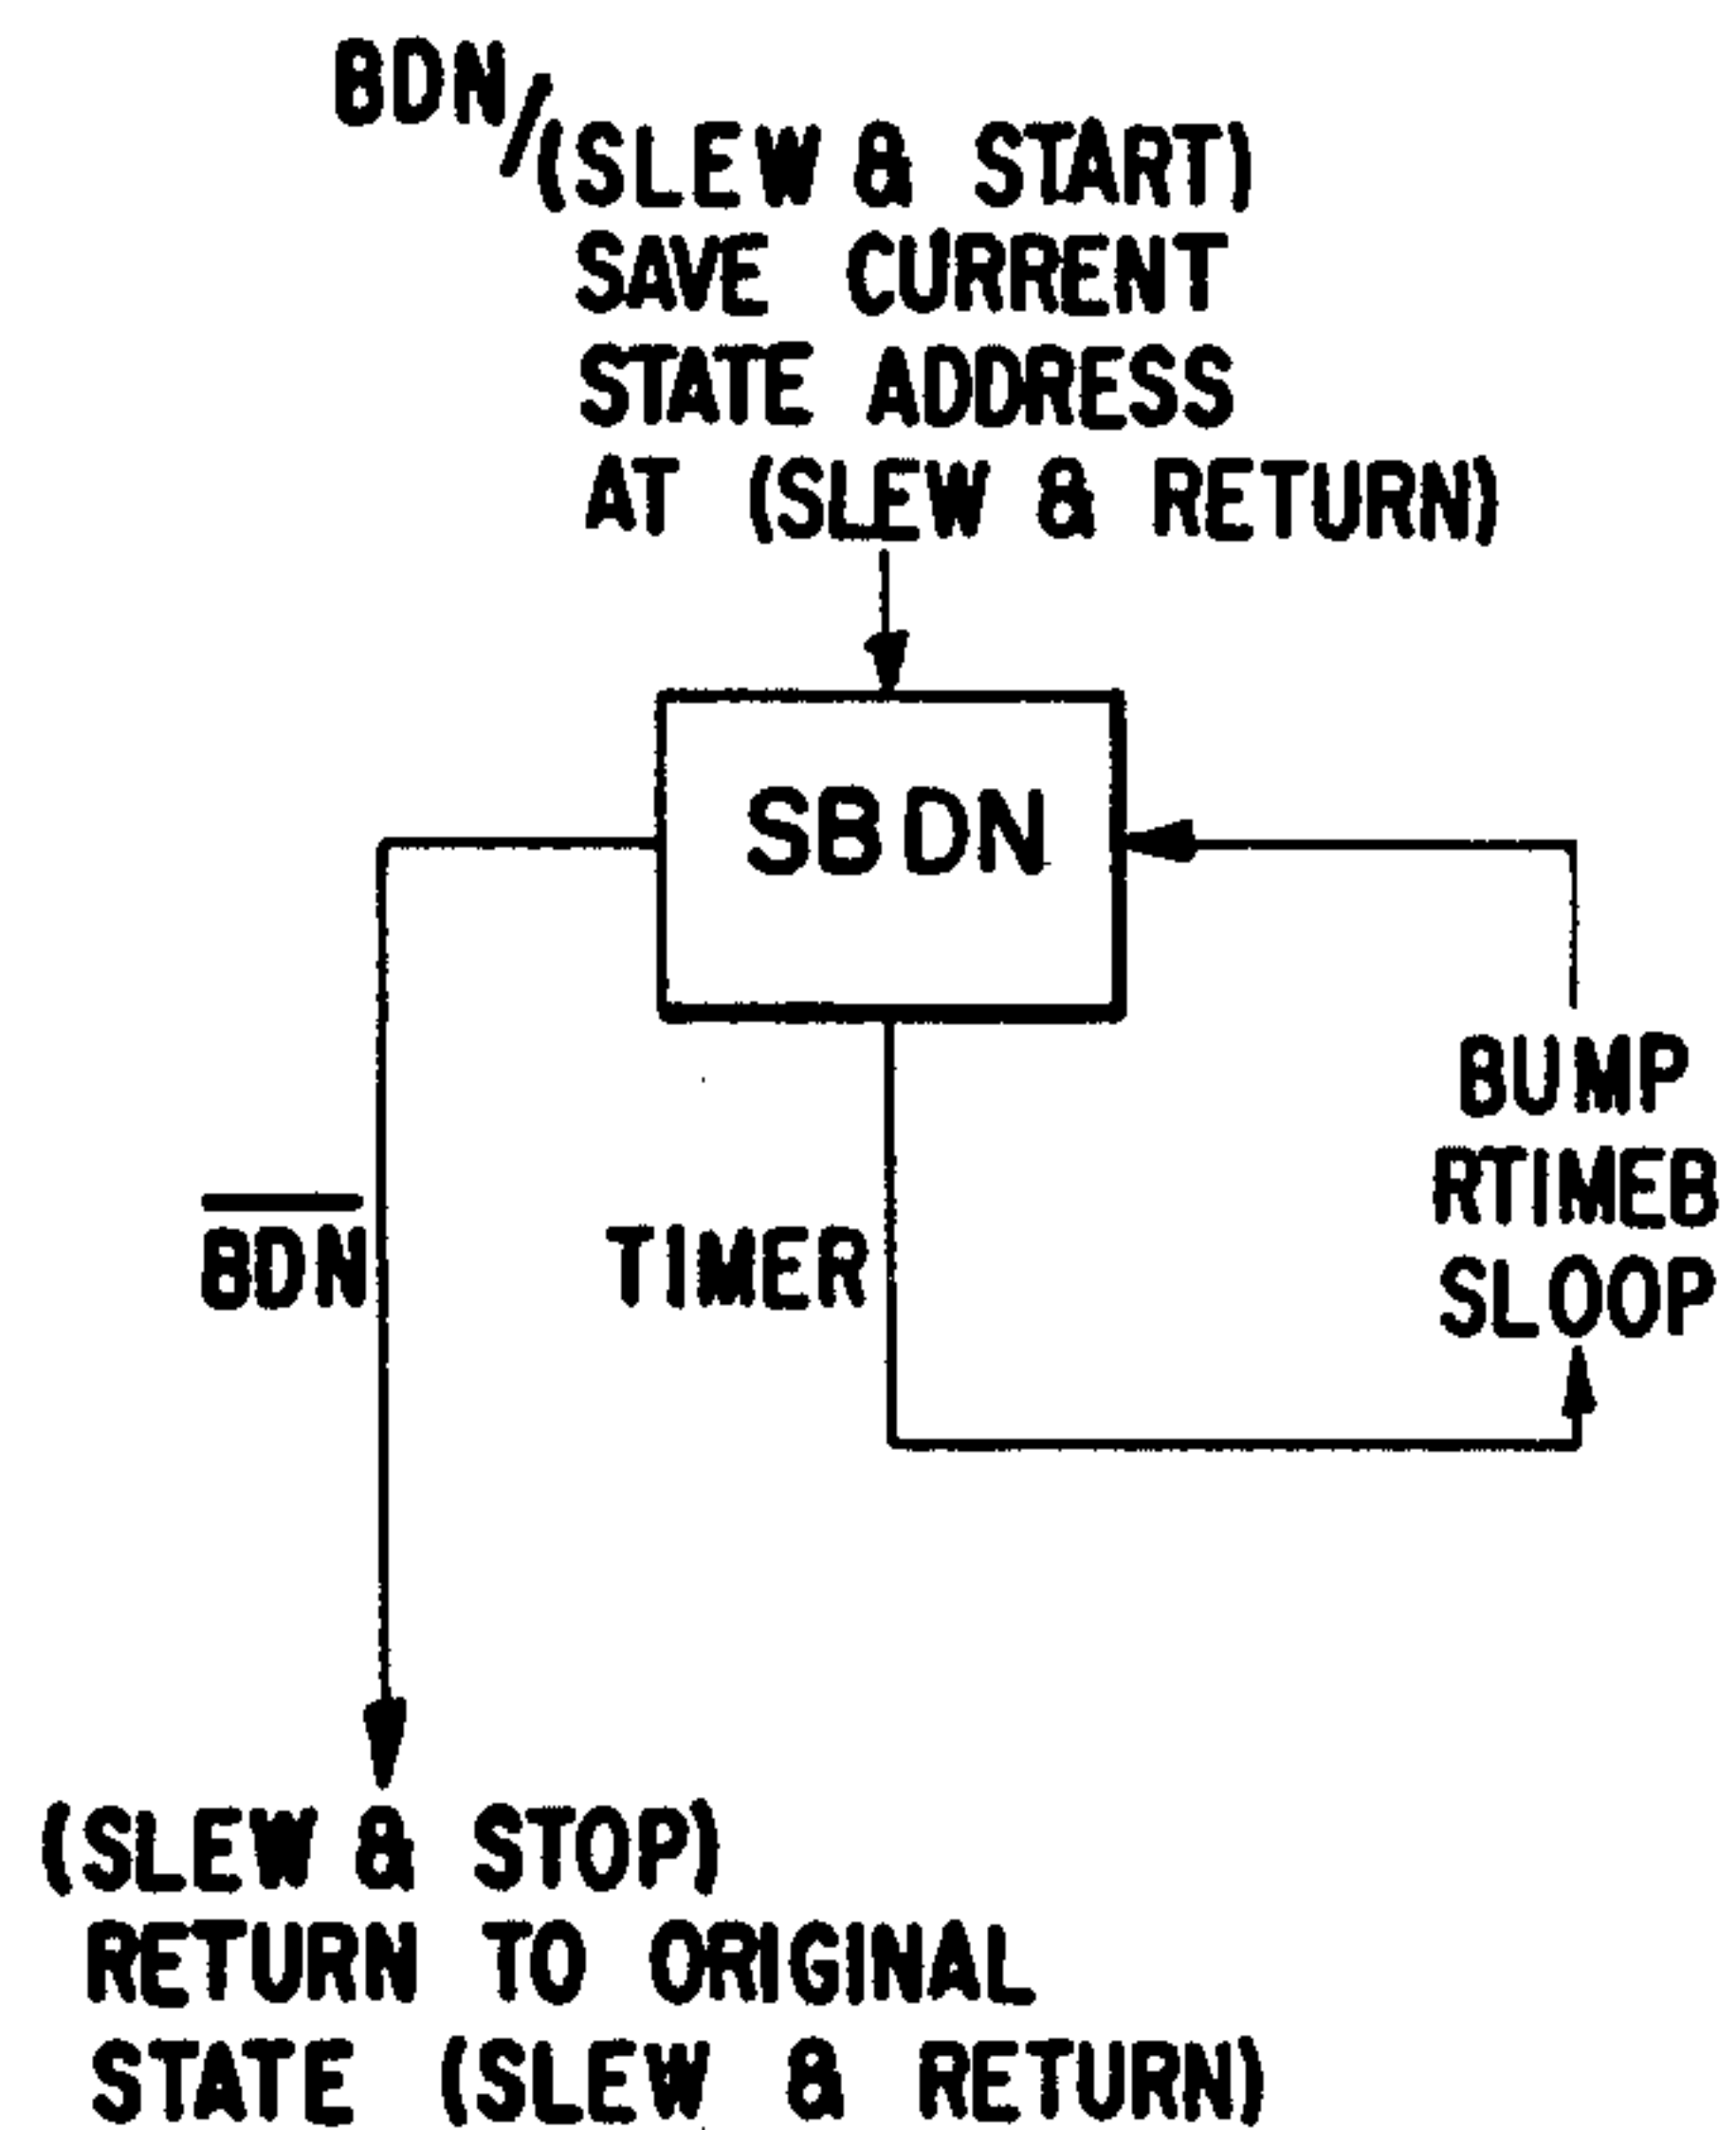 BDN/(SLEW & START)
SAVE CURRENT
STATE ADDRESS
AT (SLEW & RETURN)
SBDN
BUMP
RTIMEB
SLOOP
B̅D̅N̅
TIMER
(SLEW & STOP)
RETURN TO ORIGINAL
STATE (SLEW & RETURN)